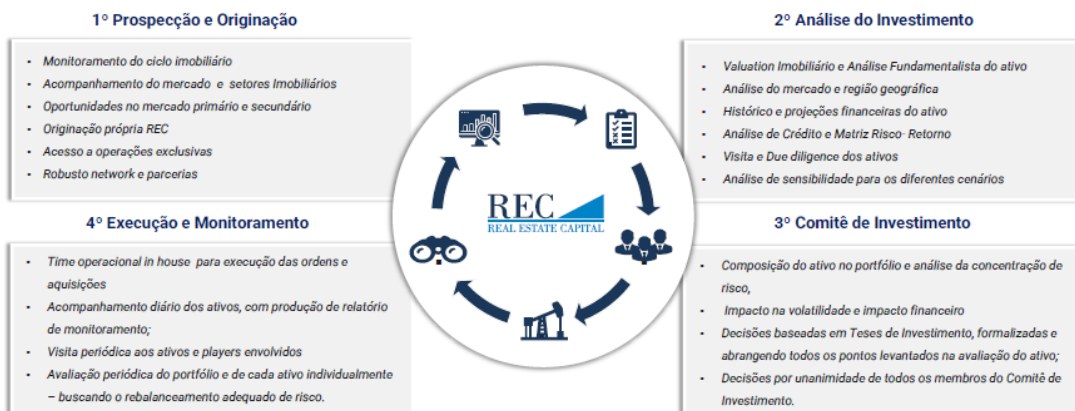 1º Prospecção e Originação
• Monitoramento do ciclo imobiliário
• Acompanhamento do mercado e setores Imobiliários
• Oportunidades no mercado primário e secundário
• Originação própria REC
• Acesso a operações exclusivas
• Robusto network e parcerias
2º Análise do Investimento
• Valuation Imobiliário e Análise Fundamentalista do ativo
• Análise do mercado e região geográfica
• Histórico e projeções financeiras do ativo
• Análise de Crédito e Matriz Risco- Retorno
• Visita e Due diligence dos ativos
• Análise de sensibilidade para os diferentes cenários
REC
REAL ESTATE CAPITAL
4º Execução e Monitoramento
• Time operacional in house para execução das ordens e
aquisições
• Acompanhamento diário dos ativos, com produção de relatório
de monitoramento;
• Visita periódica aos ativos e players envolvidos
• Avaliação periódica do portfólio e de cada ativo individualmente
– buscando o rebalanceamento adequado de risco.
3º Comitê de Investimento
• Composição do ativo no portfólio e análise da concentração de
risco,
• Impacto na volatilidade e impacto financeiro
• Decisões baseadas em Teses de Investimento, formalizadas e
abrangendo todos os pontos levantados na avaliação do ativo;
• Decisões por unanimidade de todos os membros do Comitê de
Investimento.